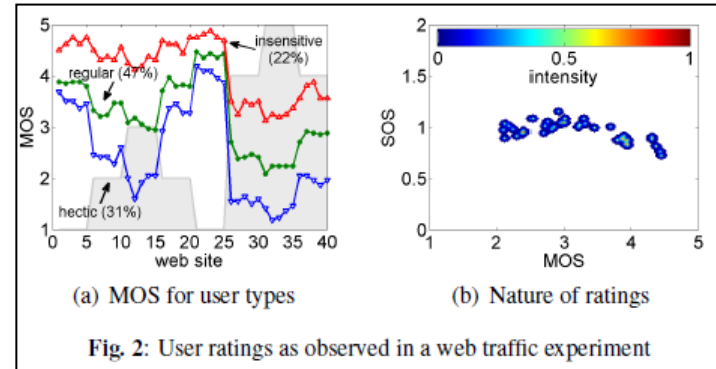 5
4
3
2
1
MOS
regular (47%)
insensitive
(22%)
hectic (31%)
0 5 10 15 20 25 30 35 40
web site
(a) MOS for user types
2
1.5
1
0.5
0
SOS
0 0.5 1
intensity
1 2 3 4 5
MOS
(b) Nature of ratings
Fig. 2: User ratings as observed in a web traffic experiment